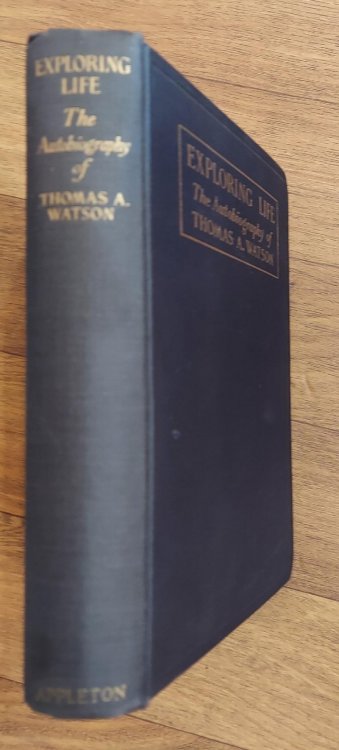 EXPLORING
LIFE
The
Autobiography
of
THOMAS A.
WATSON
APPLETON
EXPLORING LIFE
The Autobiography of
THOMAS A. WATSON